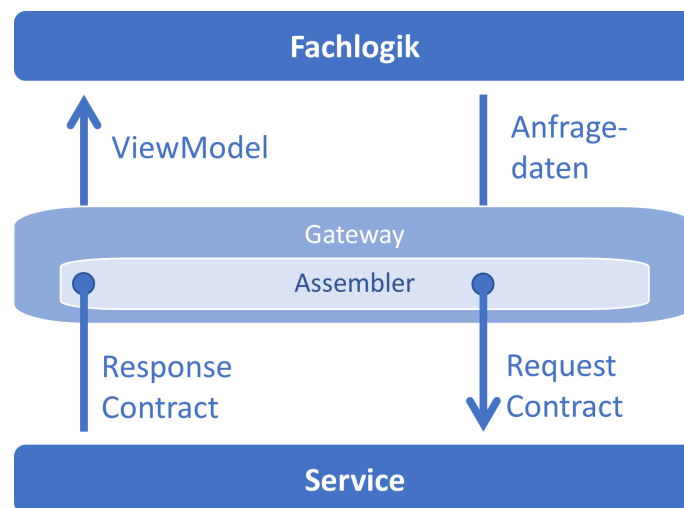 Fachlogik
ViewModel
Anfrage-
daten
Gateway
Assembler
Response
Contract
Request
Contract
Service